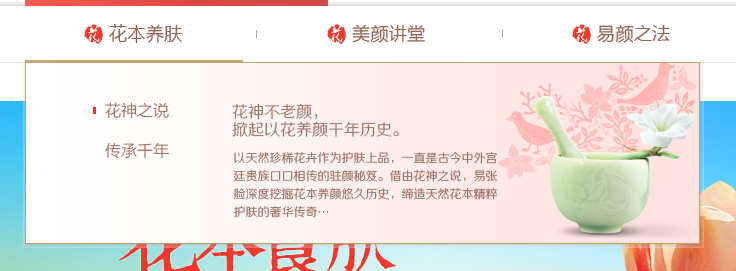 花本养肤
美颜讲堂
易颜之法
花神之说
传承千年
花神不老颜，
掀起以花养颜千年历史。
以天然珍稀花卉作为护肤上品，一直是古今中外宫
廷贵族口口相传的驻颜秘笈。借由花神之说，易张
脸深度挖掘花本养颜悠久历史，缔造天然花本精粹
护肤的奢华传奇…